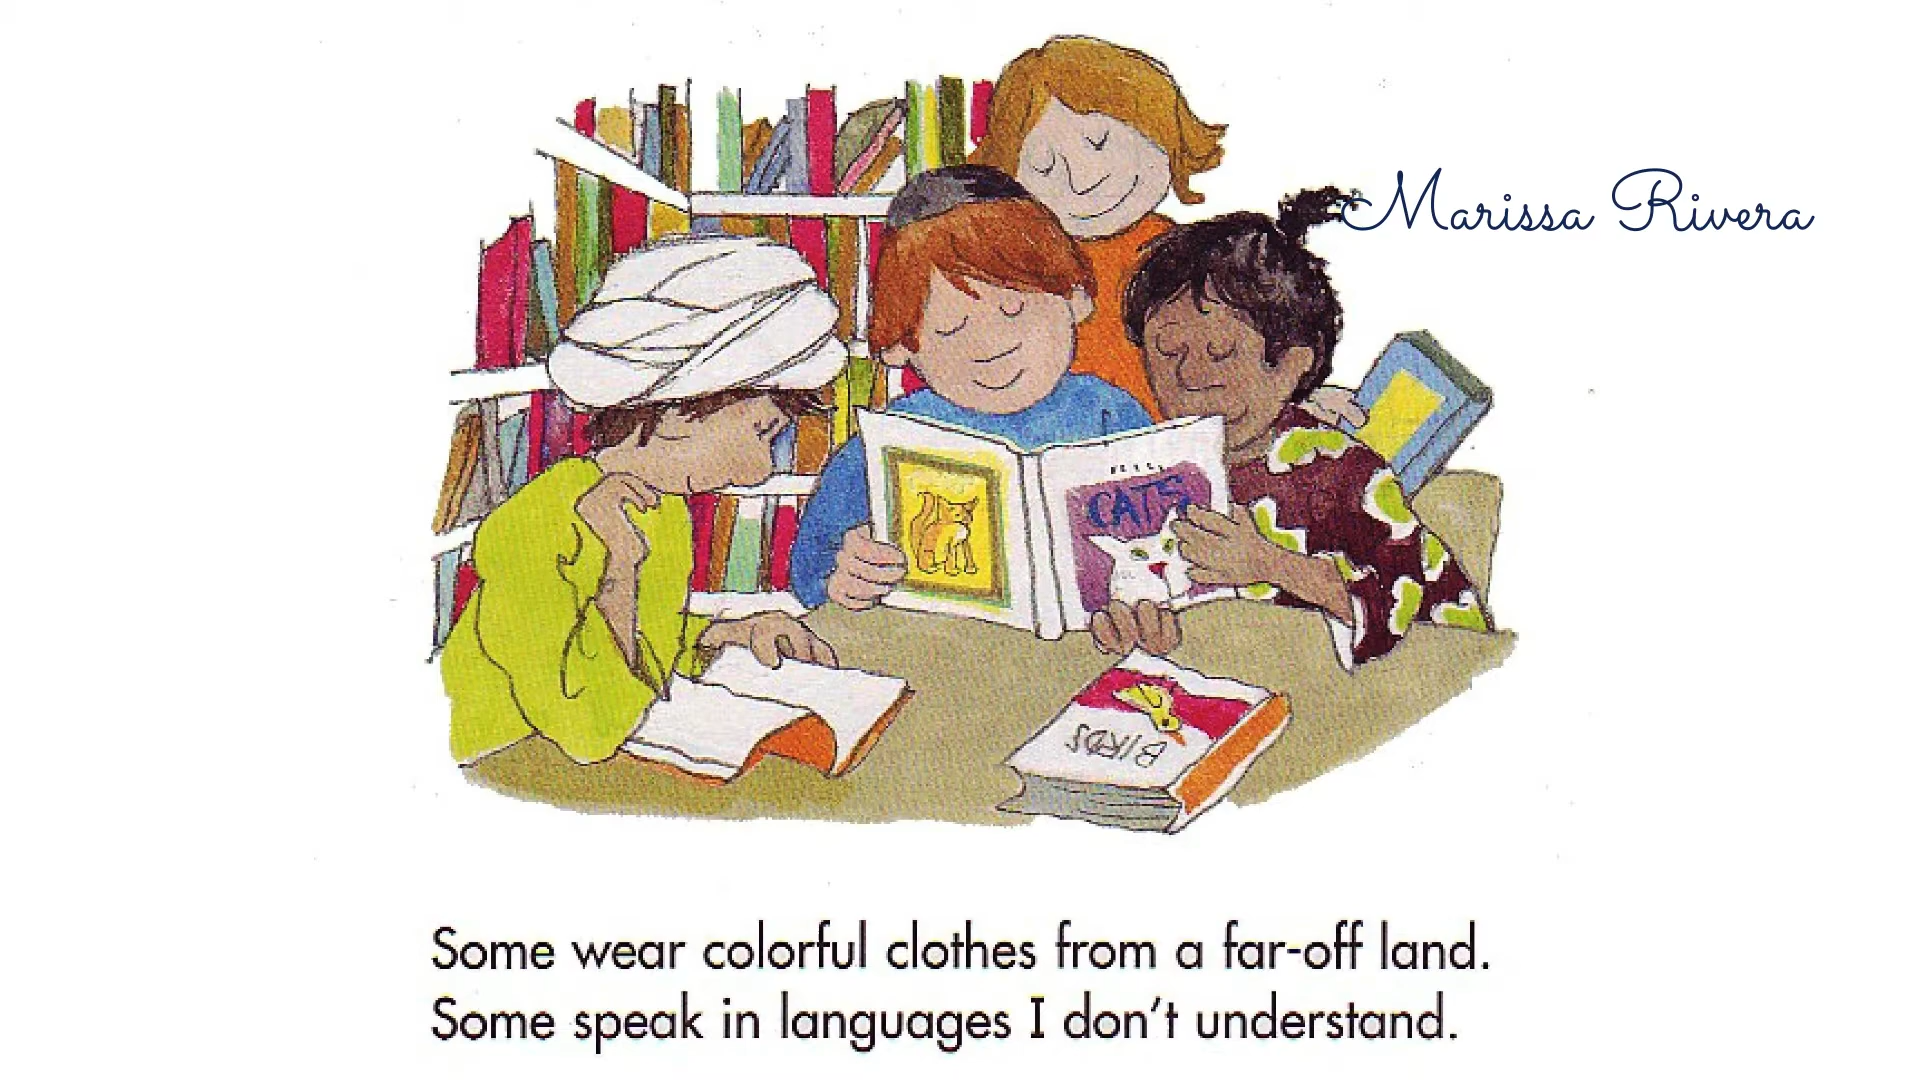 Marissa Rivera
CATS
BIRDS
Some wear colorful clothes from a far-off land.
Some speak in languages I don't understand.